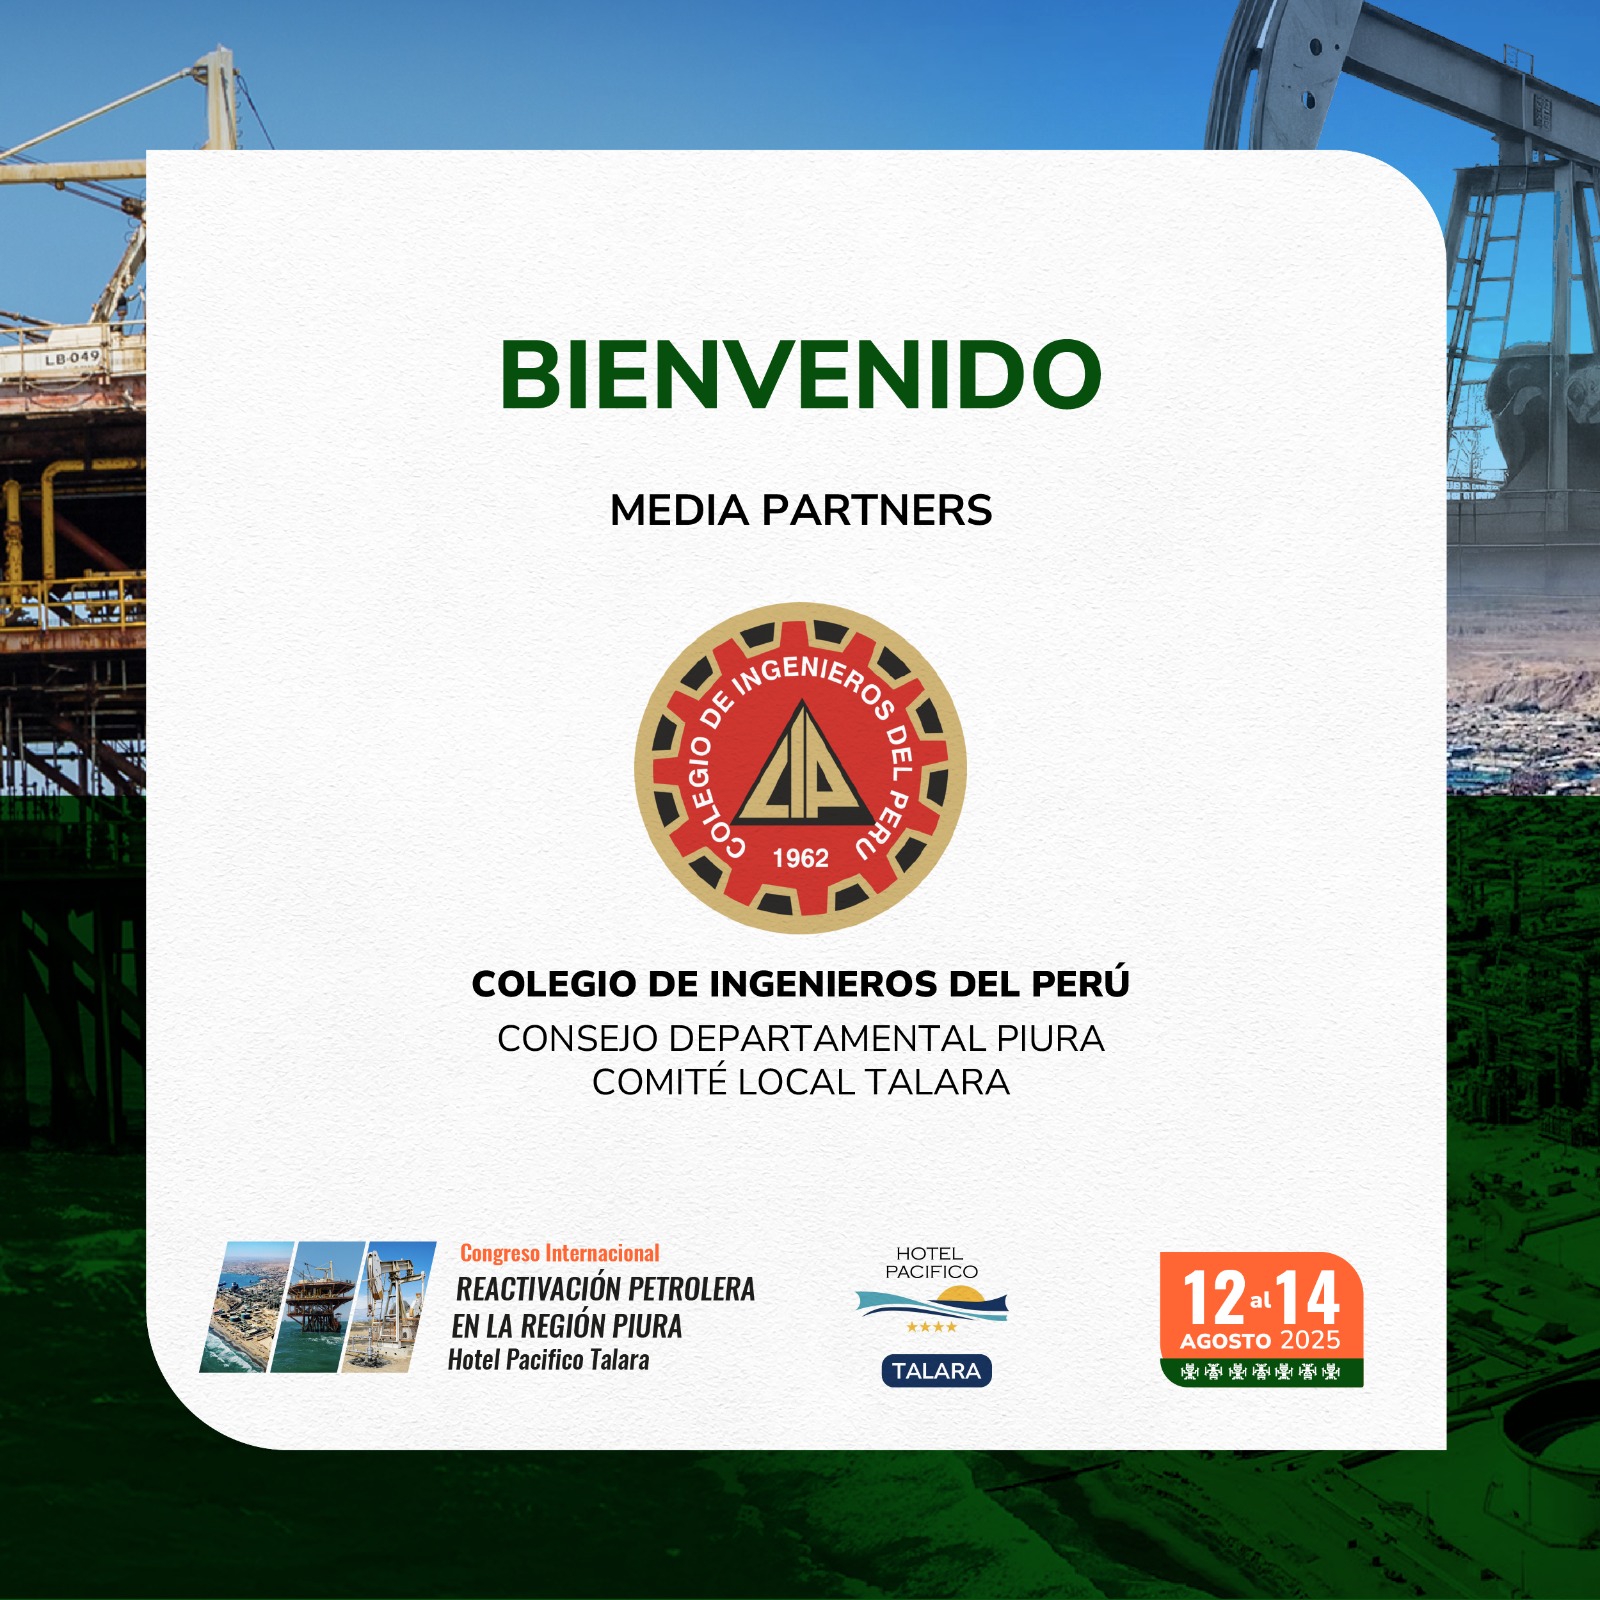 LB-049
BIENVENIDO
MEDIA PARTNERS
COLEGIO DE INGENIEROS DEL PERU
CIP
1962
COLEGIO DE INGENIEROS DEL PERÚ
CONSEJO DEPARTAMENTAL PIURA
COMITÉ LOCAL TALARA
Congreso Internacional
REACTIVACIÓN PETROLERA
EN LA REGIÓN PIURA
Hotel Pacifico Talara
HOTEL
PACIFICO
TALARA
12 al 14
AGOSTO 2025